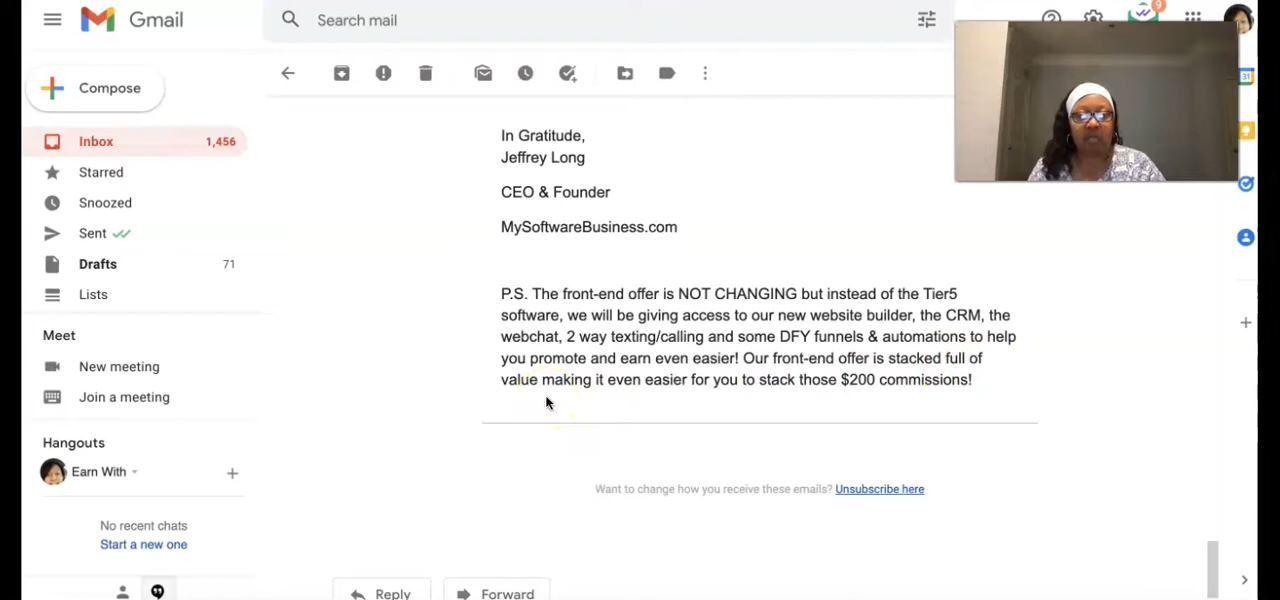 Gmail
Search mail
9
Compose
31
Inbox 1,456
Starred
Snoozed
Sent
Drafts 71
Lists
Meet
New meeting
Join a meeting
Hangouts
Earn With
No recent chats
Start a new one
In Gratitude,
Jeffrey Long
CEO & Founder
MySoftwareBusiness.com
P.S. The front-end offer is NOT CHANGING but instead of the Tier5
software, we will be giving access to our new website builder, the CRM, the
webchat, 2 way texting/calling and some DFY funnels & automations to help
you promote and earn even easier! Our front-end offer is stacked full of
value making it even easier for you to stack those $200 commissions!
Want to change how you receive these emails? Unsubscribe here
Reply Forward